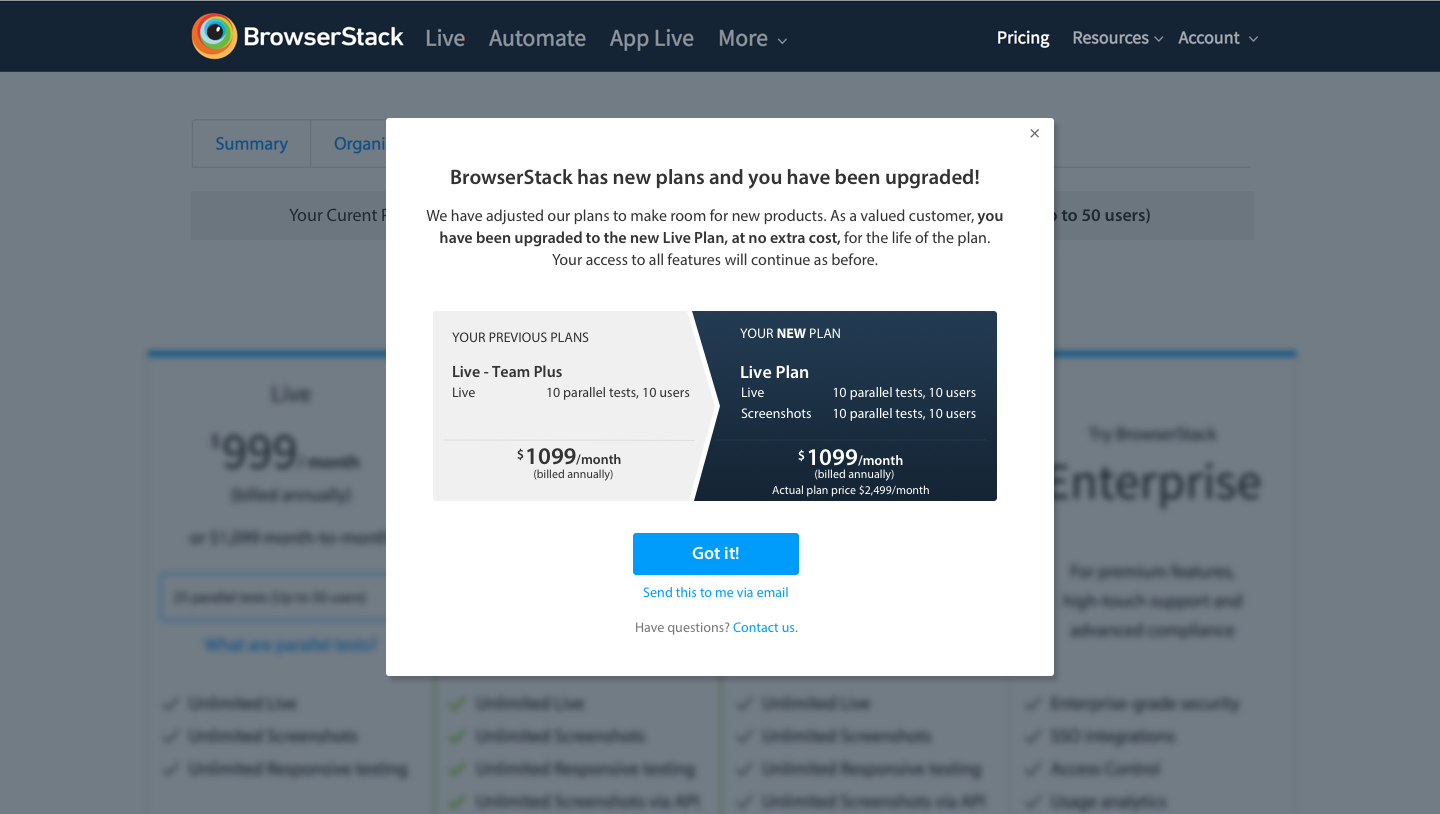 BrowserStack Live Automate App Live More Pricing Resources Account
Summary Organi
Your Curent P to 50 users)
×
BrowserStack has new plans and you have been upgraded!
We have adjusted our plans to make room for new products. As a valued customer, you
have been upgraded to the new Live Plan, at no extra cost, for the life of the plan.
Your access to all features will continue as before.
YOUR PREVIOUS PLANS
Live - Team Plus
Live 10 parallel tests, 10 users
$1099/month
(billed annually)
YOUR NEW PLAN
Live Plan
Live 10 parallel tests, 10 users
Screenshots 10 parallel tests, 10 users
$1099/month
(billed annually)
Actual plan price $2,499/month
Got it!
Send this to me via email
Have questions? Contact us.
Live
$999/ month
(billed annually)
or $1,099 month-to-month
25 parallel tests (Up to 50 users)
What are parallel tests?
Unlimited Live
Unlimited Screenshots
Unlimited Responsive testing
Unlimited Live
Unlimited Screenshots
Unlimited Responsive testing
Unlimited Screenshots via API
Unlimited Live
Unlimited Screenshots
Unlimited Responsive testing
Unlimited Screenshots via API
Try BrowserStack
Enterprise
For premium features,
high-touch support and
advanced compliance
Enterprise-grade security
SSO integrations
Access Control
Usage analytics